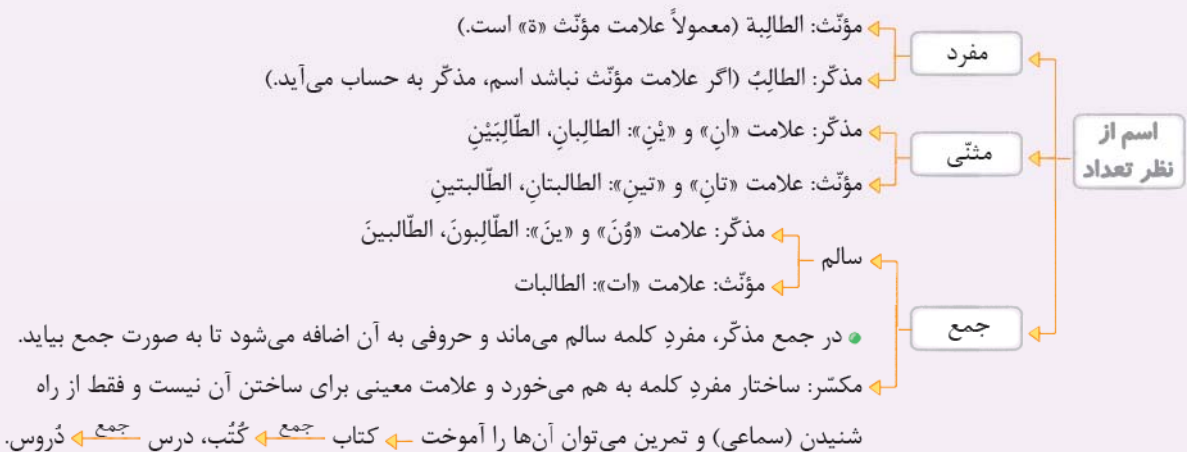 اسم از
نظر تعداد
مفرد
مؤنّث: الطالِبة (معمولاً علامت مؤنّث «ة» است.)
مذکّر: الطالِبُ (اگر علامت مؤنّث نباشد اسم، مذکّر به حساب می‌آید.)
مثنّی
مذکّر: علامت «انِ» و «یْنِ»: الطالِبانِ، الطّالِبَیْنِ
مؤنّث: علامت «تانِ» و «تینِ»: الطالبتانِ، الطّالبتینِ
جمع
سالم
مذکّر: علامت «وُنَ» و «ینَ»: الطّالِبونَ، الطّالبینَ
مؤنّث: علامت «ات»: الطالبات
در جمع مذکّر، مفردِ کلمه سالم می‌ماند و حروفی به آن اضافه می‌شود تا به صورت جمع بیاید.
مکسّر: ساختار مفردِ کلمه به هم می‌خورد و علامت معینی برای ساختن آن نیست و فقط از راه
شنیدن (سماعی) و تمرین می‌توان آن‌ها را آموخت کتاب جمع کُتُب، درس جمع دُروس.